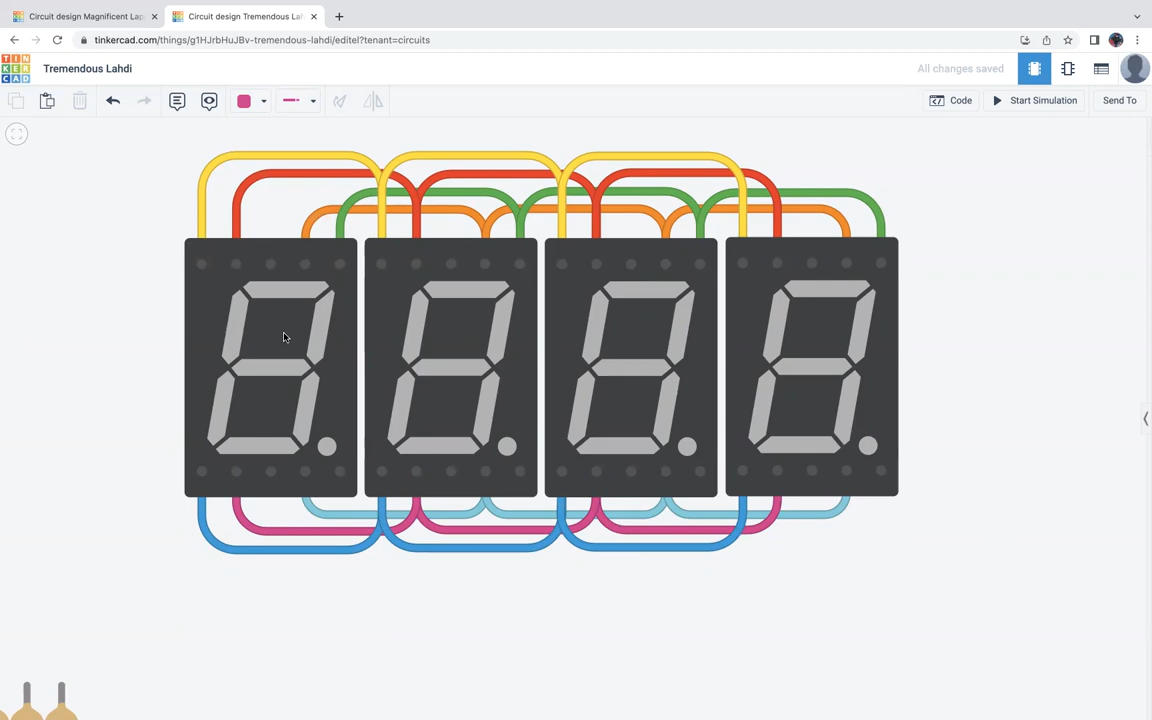 Circuit design Magnificent Lap
Circuit design Tremendous Lah
tinkercad.com/things/g1HJrbHuJBv-tremendous-lahdi/editel?tenant=circuits
TIN
KER
CAD
Tremendous Lahdi
All changes saved
Code
Start Simulation
Send To